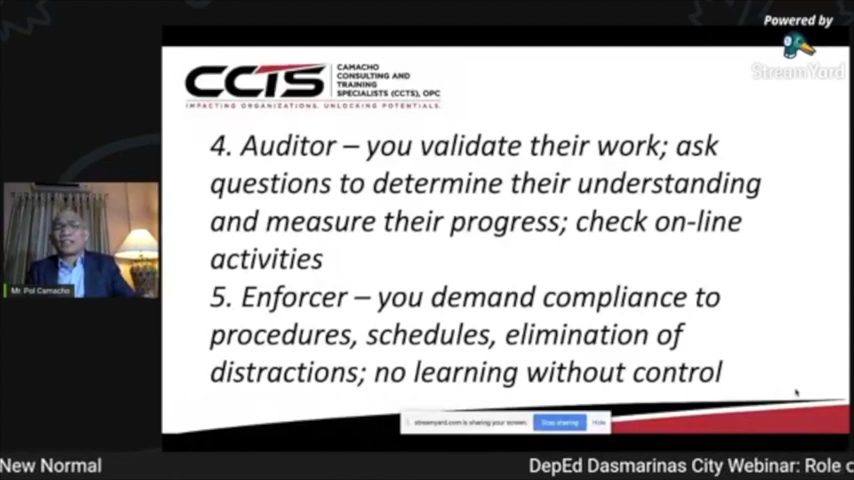 Powered by
StreamYard
CCTS
CAMACHO
CONSULTING AND
TRAINING
SPECIALISTS (CCTS), OPC
IMPACTING ORGANIZATIONS. UNLOCKING POTENTIALS.
4. Auditor – you validate their work; ask
questions to determine their understanding
and measure their progress; check on-line
activities
5. Enforcer – you demand compliance to
procedures, schedules, elimination of
distractions; no learning without control
Mr. Pol Camacho
streamyard.com is sharing your screen.
Stop sharing
Hide
New Normal
DepEd Dasmarinas City Webinar: Role